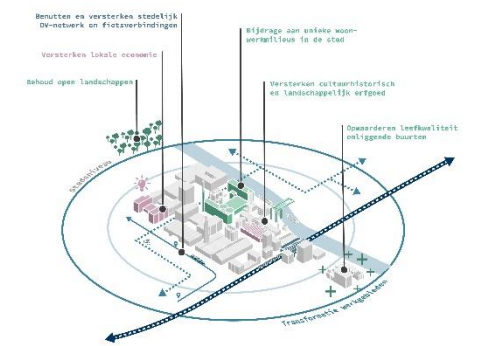 Benutten en versterken stedelijk
OV-netwerk en fietsverbindingen
Versterken lokale economie
Behoud open landschappen
Bijdrage aan unieke woon-
werkmilieus in de stad
Versterken cultuurhistorisch
en landschappelijk erfgoed
Opwaarderen leefkwaliteit
omliggende buurten
Stadsniveau
Transformatie werkgebieden